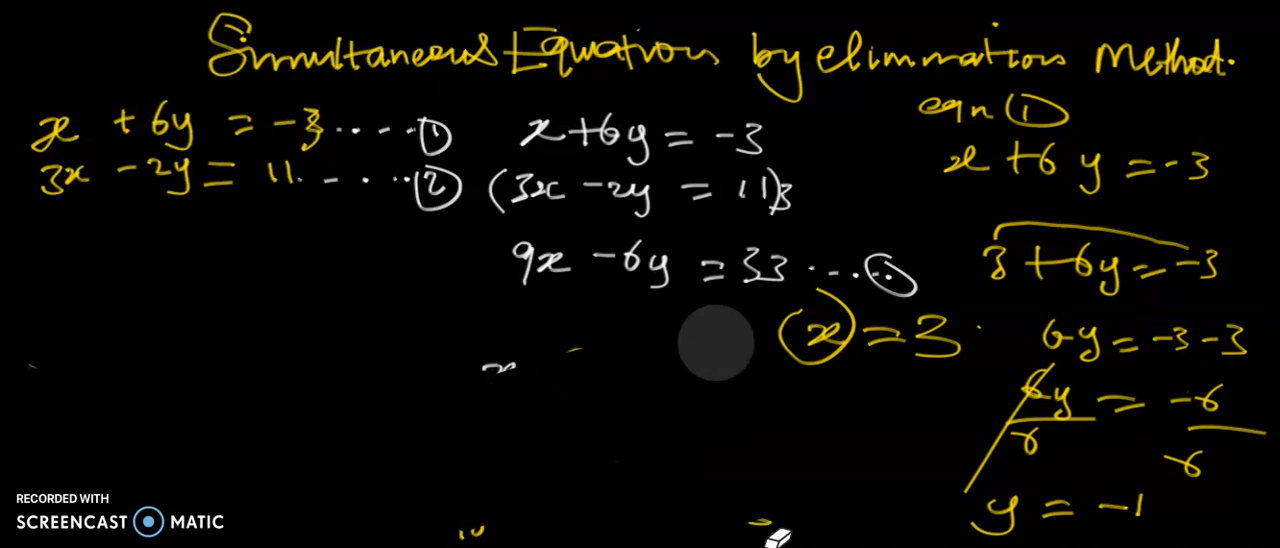 Simultaneous Equations by elimination Method.
x + 6y = -3 ...... ①
3x - 2y = 11 ...... ②
x + 6y = -3
(3x - 2y = 11)3
9x - 6y = 33 ....
x = 3
eqn ①
x + 6y = -3
3 + 6y = -3
6y = -3 - 3
6y = -6
6 -6
y = -1
x
RECORDED WITH
SCREENCAST MATIC